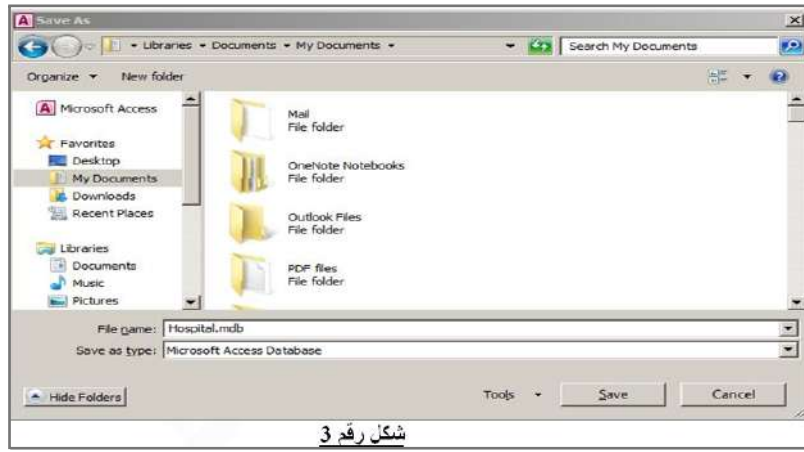 Save As
Libraries Documents My Documents Search My Documents
Organize New folder
Microsoft Access
Favorites
Desktop
My Documents
Downloads
Recent Places
Libraries
Documents
Music
Pictures
Mail
File folder
OneNote Notebooks
File folder
Outlook Files
File folder
PDF files
File folder
File name: Hospital.mdb
Save as type: Microsoft Access Database
Hide Folders Tools Save Cancel
شكل رقم 3